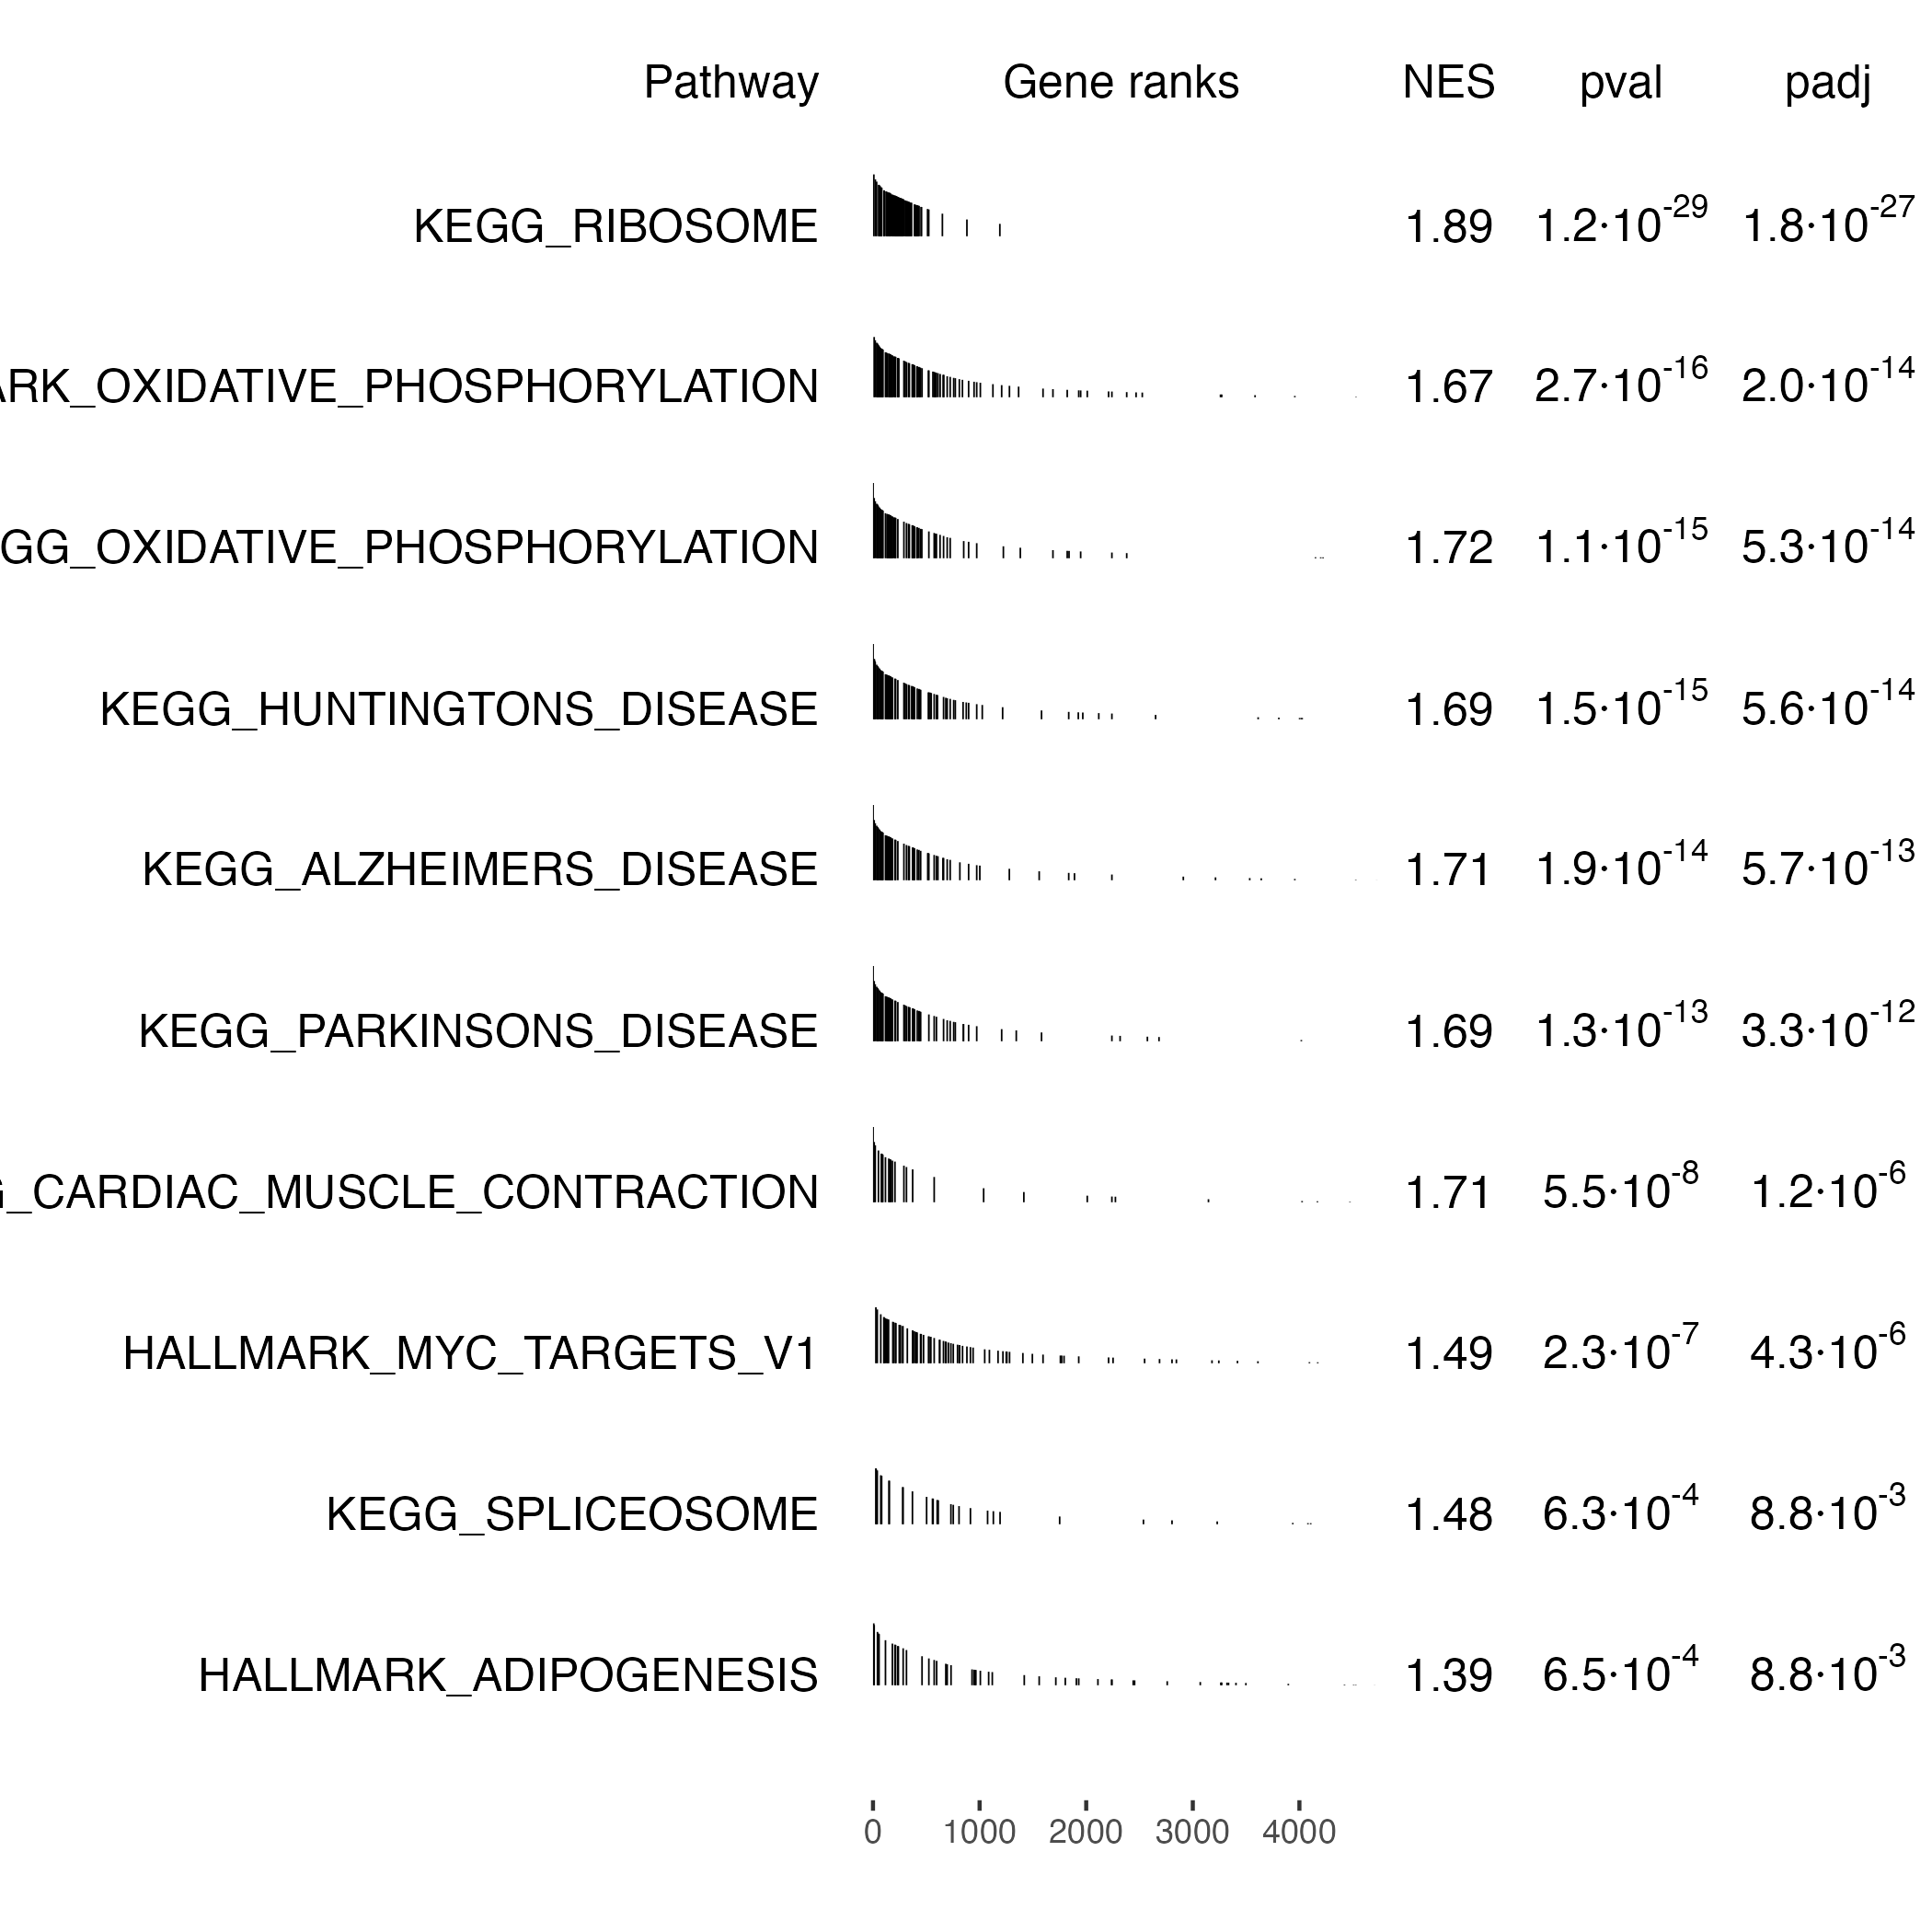 Pathway Gene ranks NES pval padj
KEGG_RIBOSOME 1.89 1.2·10^-29 1.8·10^-27
ARK_OXIDATIVE_PHOSPHORYLATION 1.67 2.7·10^-16 2.0·10^-14
GG_OXIDATIVE_PHOSPHORYLATION 1.72 1.1·10^-15 5.3·10^-14
KEGG_HUNTINGTONS_DISEASE 1.69 1.5·10^-15 5.6·10^-14
KEGG_ALZHEIMERS_DISEASE 1.71 1.9·10^-14 5.7·10^-13
KEGG_PARKINSONS_DISEASE 1.69 1.3·10^-13 3.3·10^-12
G_CARDIAC_MUSCLE_CONTRACTION 1.71 5.5·10^-8 1.2·10^-6
HALLMARK_MYC_TARGETS_V1 1.49 2.3·10^-7 4.3·10^-6
KEGG_SPLICEOSOME 1.48 6.3·10^-4 8.8·10^-3
HALLMARK_ADIPOGENESIS 1.39 6.5·10^-4 8.8·10^-3
0 1000 2000 3000 4000